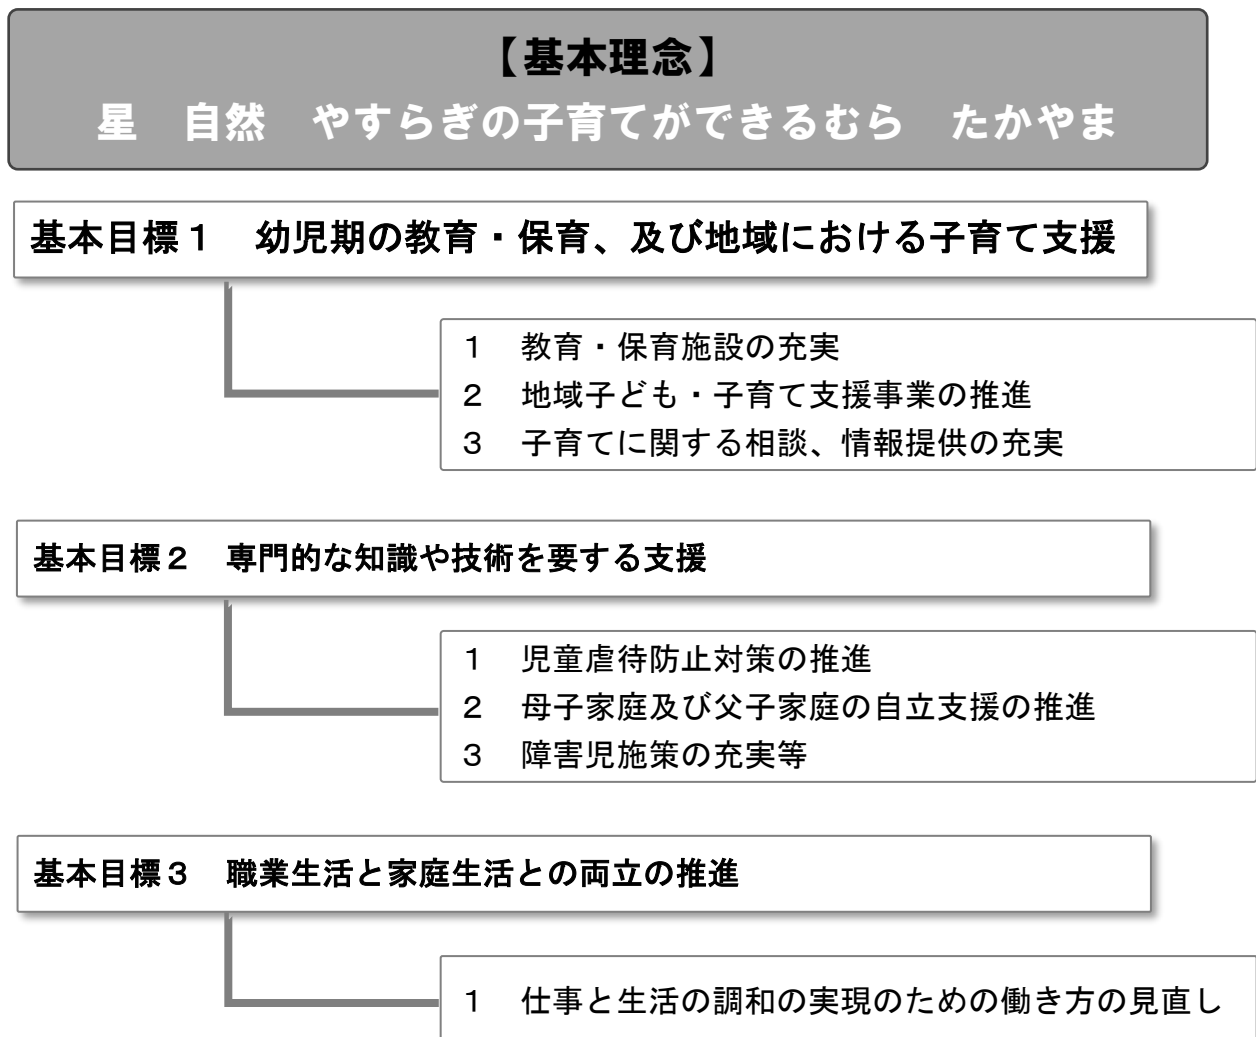 【基本理念】
星　自然　やすらぎの子育てができるむら　たかやま
基本目標１　幼児期の教育・保育、及び地域における子育て支援
１　教育・保育施設の充実
２　地域子ども・子育て支援事業の推進
３　子育てに関する相談、情報提供の充実
基本目標２　専門的な知識や技術を要する支援
１　児童虐待防止対策の推進
２　母子家庭及び父子家庭の自立支援の推進
３　障害児施策の充実等
基本目標３　職業生活と家庭生活との両立の推進
１　仕事と生活の調和の実現のための働き方の見直し